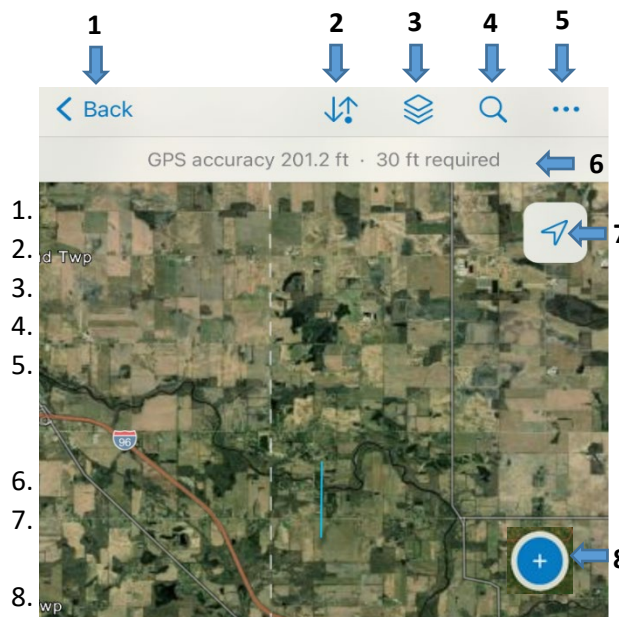 1 2 3 4 5
Back
GPS accuracy 201.2 ft · 30 ft required
6
1.
7
2.
d Twp
3.
4.
5.
96
6.
7.
8
8.
wp